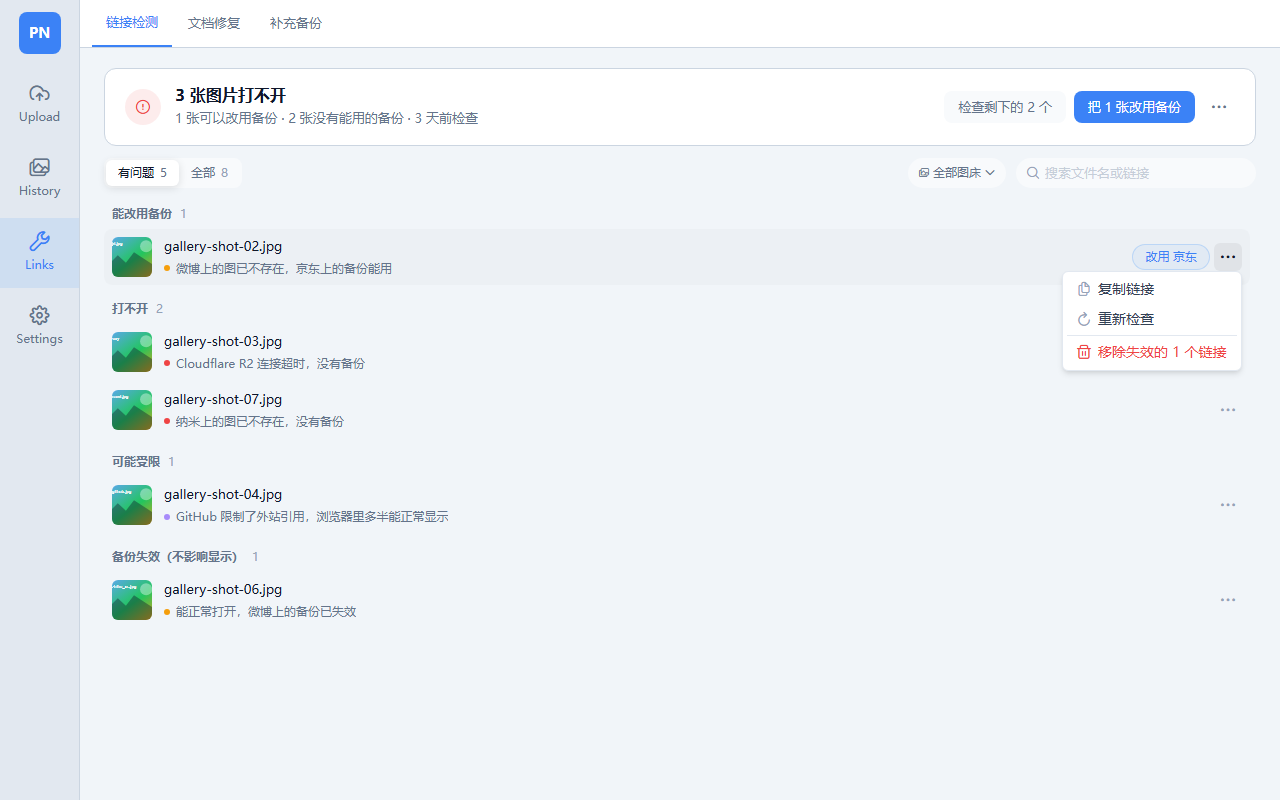 PN
Upload
History
Links
Settings
链接检测 文档修复 补充备份
3 张图片打不开
1 张可以改用备份 · 2 张没有能用的备份 · 3 天前检查
检查剩下的 2 个
把 1 张改用备份
有问题 5 全部 8
全部图床
搜索文件名或链接
能改用备份 1
gallery-shot-02.jpg
微博上的图已不存在，京东上的备份能用
改用 京东
复制链接
重新检查
移除失效的 1 个链接
打不开 2
gallery-shot-03.jpg
Cloudflare R2 连接超时，没有备份
gallery-shot-07.jpg
纳米上的图已不存在，没有备份
可能受限 1
gallery-shot-04.jpg
GitHub 限制了外站引用，浏览器里多半能正常显示
备份失效（不影响显示） 1
gallery-shot-06.jpg
能正常打开，微博上的备份已失效